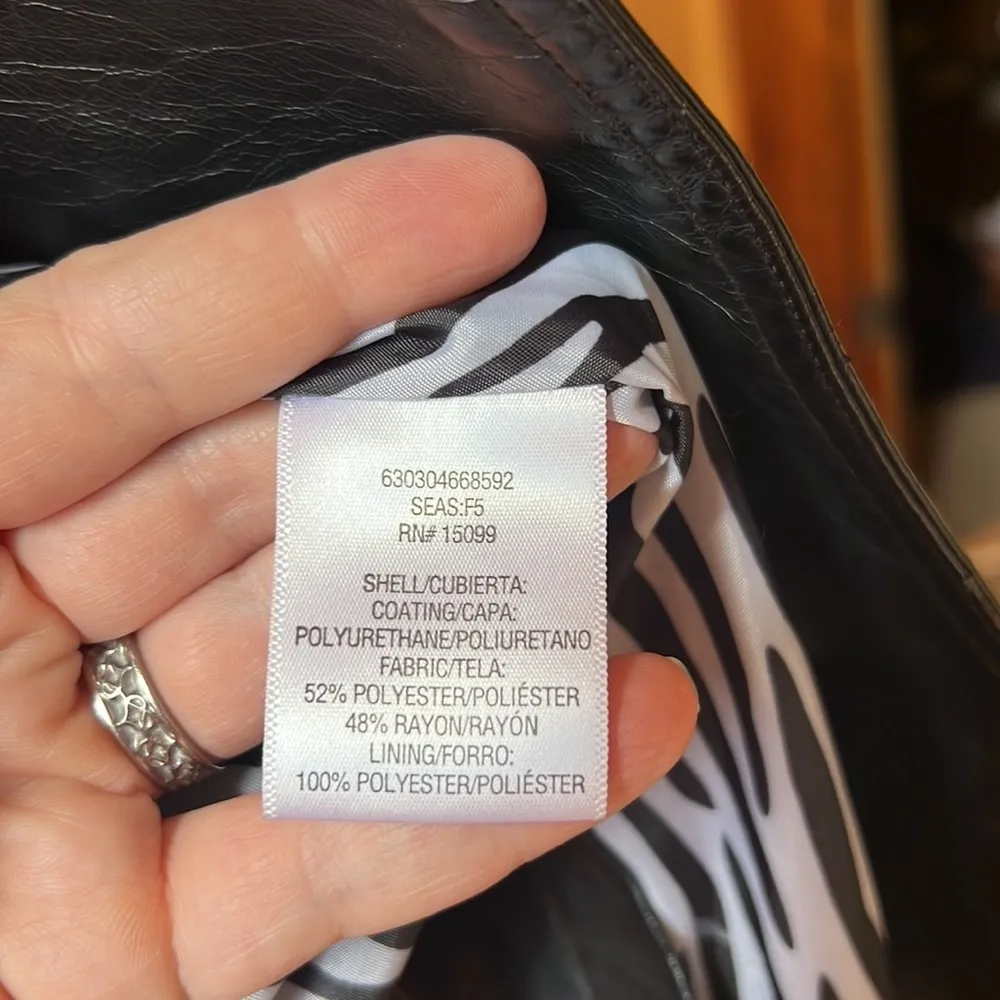 630304668592
SEAS:F5
RN# 15099
SHELL/CUBIERTA:
COATING/CAPA:
POLYURETHANE/POLIURETANO
FABRIC/TELA:
52% POLYESTER/POLIÉSTER
48% RAYON/RAYÓN
LINING/FORRO:
100% POLYESTER/POLIÉSTER